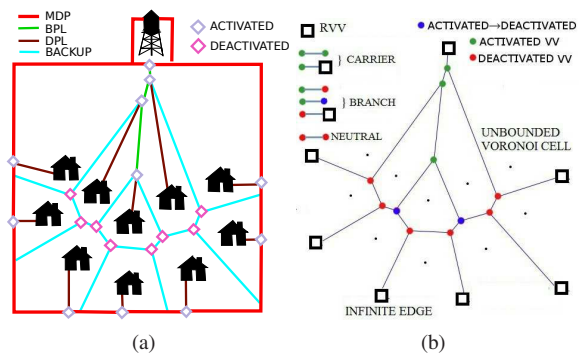 MDP
BPL
DPL
BACKUP
ACTIVATED
DEACTIVATED
(a)
RVV
} CARRIER
} BRANCH
NEUTRAL
ACTIVATED→DEACTIVATED
ACTIVATED VV
DEACTIVATED VV
UNBOUNDED
VORONOI CELL
INFINITE EDGE
(b)